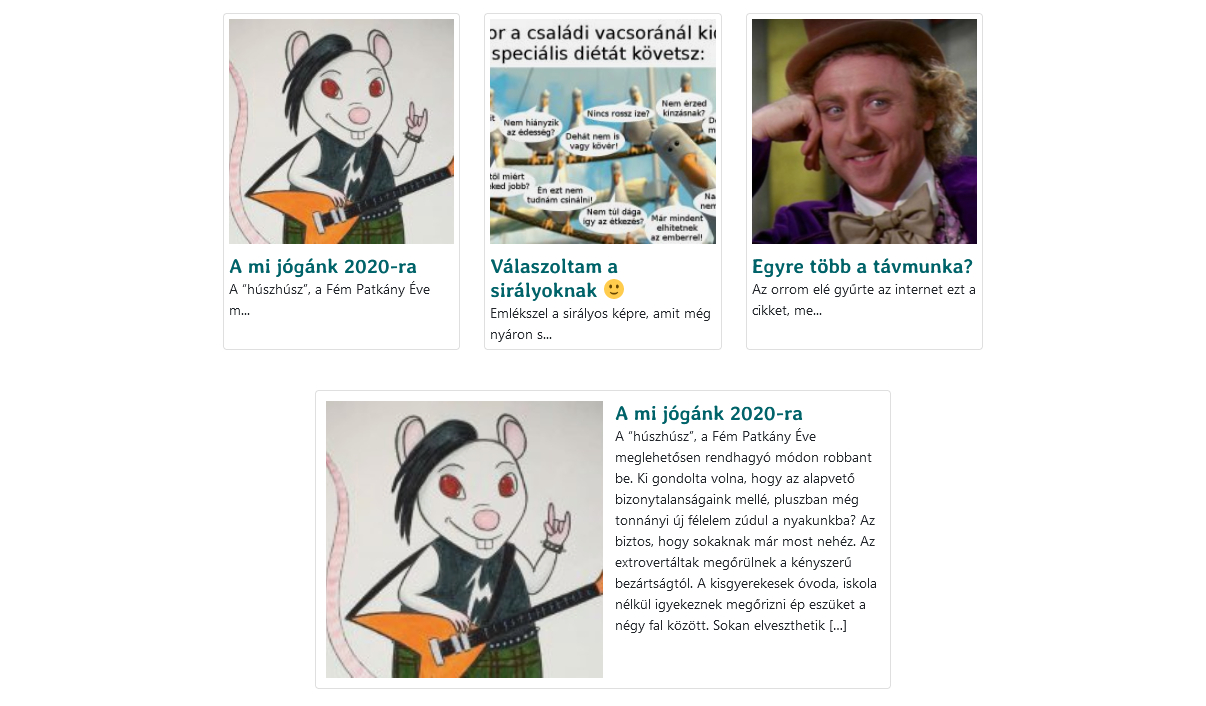 or a családi vacsoránál
speciális diétát követsz:
Nem hiányzik
az édesség?
Nincs rossz íze?
Nem érzed
kínzásnak?
Dehát nem is
vagy kövér!
től miért
jobb?
Én ezt nem
tudnám csinálni!
Nem túl dága
így az étkezés?
Már mindent
elhitetnek
az emberrel!
A mi jógánk 2020-ra
A “húszhúsz”, a Fém Patkány Éve
m...
Válaszoltam a
sirályoknak 🙂
Emlékszel a sirályos képre, amit még
nyáron s...
Egyre több a távmunka?
Az orrom elé gyűrte az internet ezt a
cikket, me...
A mi jógánk 2020-ra
A “húszhúsz”, a Fém Patkány Éve
meglehetősen rendhagyó módon robbant
be. Ki gondolta volna, hogy az alapvető
bizonytalanságaink mellé, pluszban még
tonnányi új félelem zúdul a nyakunkba? Az
biztos, hogy sokaknak már most nehéz. Az
extrovertáltak megőrülnek a kényszerű
bezártságtól. A kisgyerekesek óvoda, iskola
nélkül igyekeznek megőrizni ép eszüket a
négy fal között. Sokan elveszthetik […]